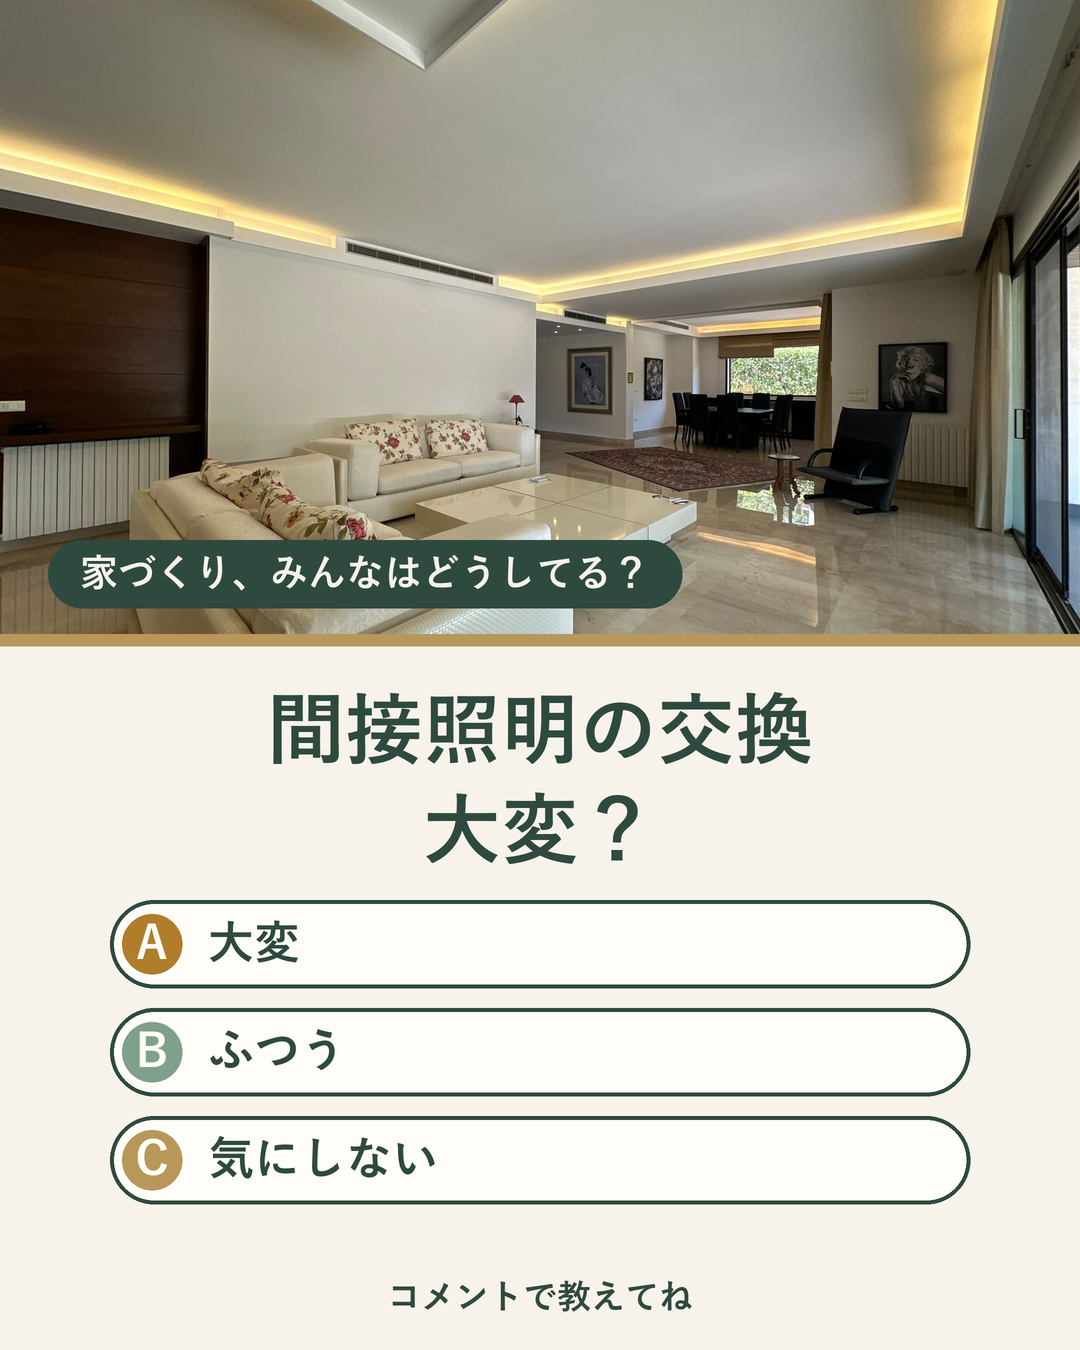 家づくり、みんなはどうしてる？
間接照明の交換
大変？
A 大変
B ふつう
C 気にしない
コメントで教えてね